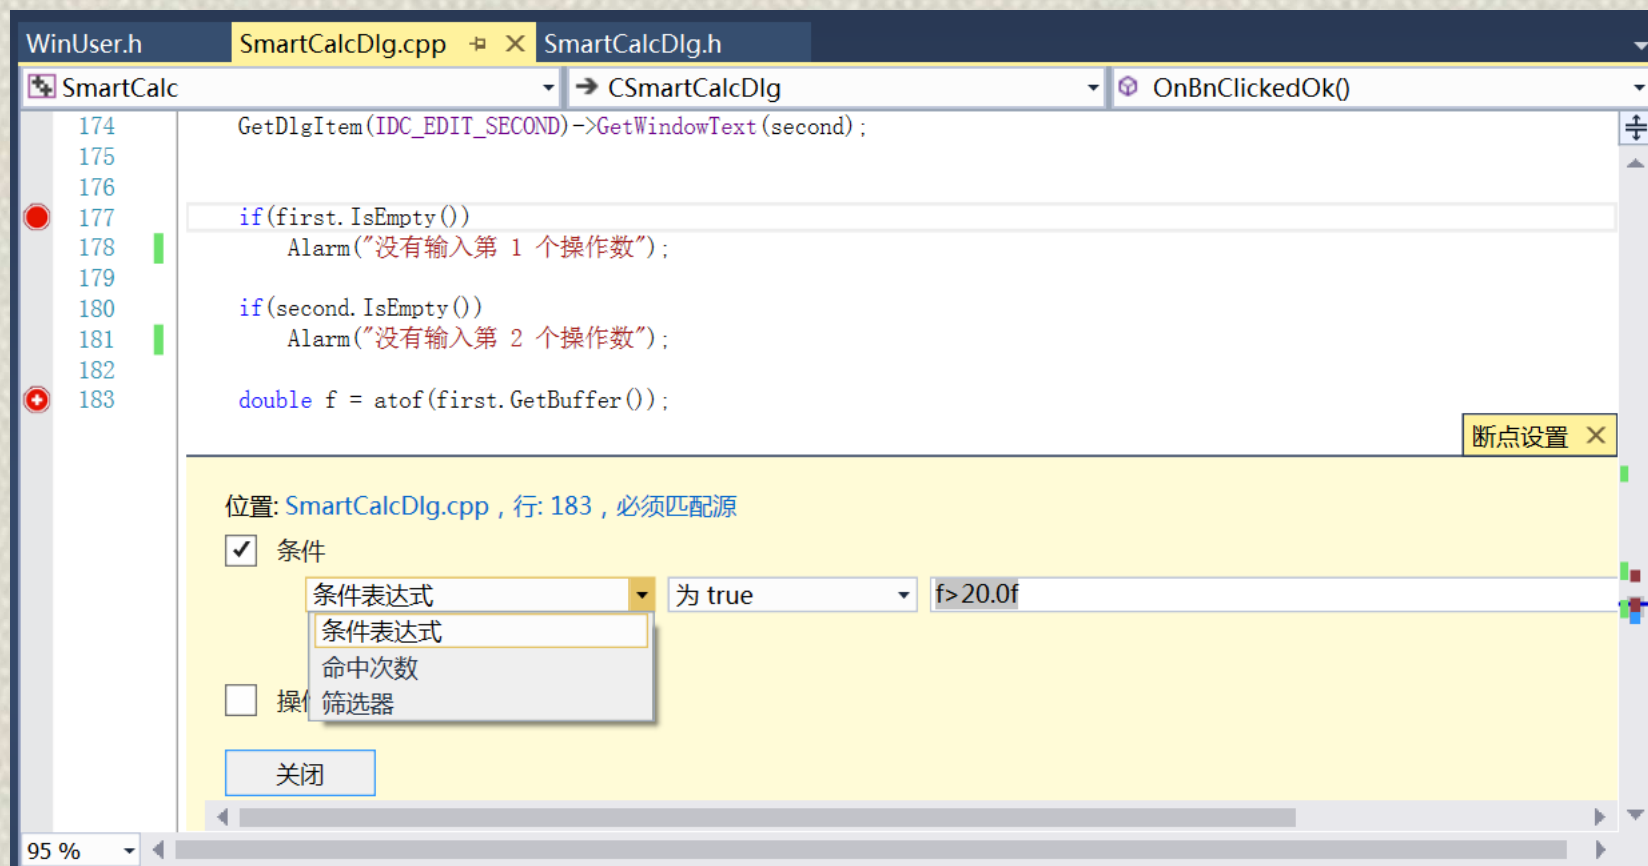 WinUser.h SmartCalcDlg.cpp SmartCalcDlg.h
SmartCalc CSmartCalcDlg OnBnClickedOk()
174 GetDlgItem(IDC_EDIT_SECOND)->GetWindowText(second);
175
176
177 if(first.IsEmpty())
178 Alarm("没有输入第 1 个操作数");
179
180 if(second.IsEmpty())
181 Alarm("没有输入第 2 个操作数");
182
183 double f = atof(first.GetBuffer());
断点设置
位置: SmartCalcDlg.cpp，行: 183，必须匹配源
条件
条件表达式 为 true f>20.0f
条件表达式
命中次数
操
筛选器
关闭
95 %